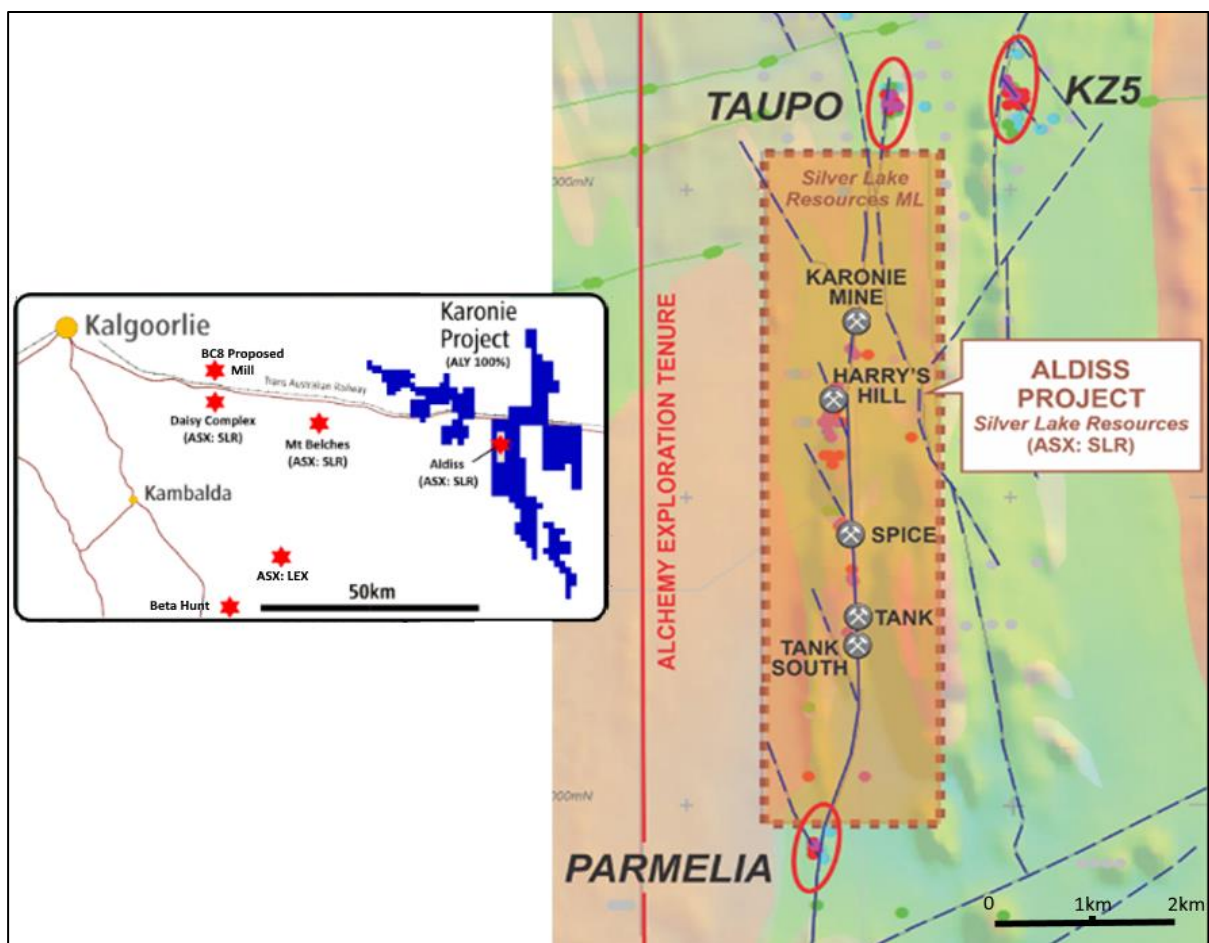 TAUPO
KZ5
000mN
Silver Lake
Resources ML
KARONIE
MINE
HARRY'S
HILL
ALDISS
PROJECT
Silver Lake Resources
(ASX: SLR)
ALCHEMY EXPLORATION TENURE
SPICE
TANK
TANK
SOUTH
000mN
PARMELIA
0
1km
2km
Kalgoorlie
BC8 Proposed
Mill
Trans Australian Railway
Karonie
Project
(ALY 100%)
Daisy Complex
(ASX: SLR)
Mt Belches
(ASX: SLR)
Aldiss
(ASX: SLR)
Kambalda
ASX: LEX
50km
Beta Hunt